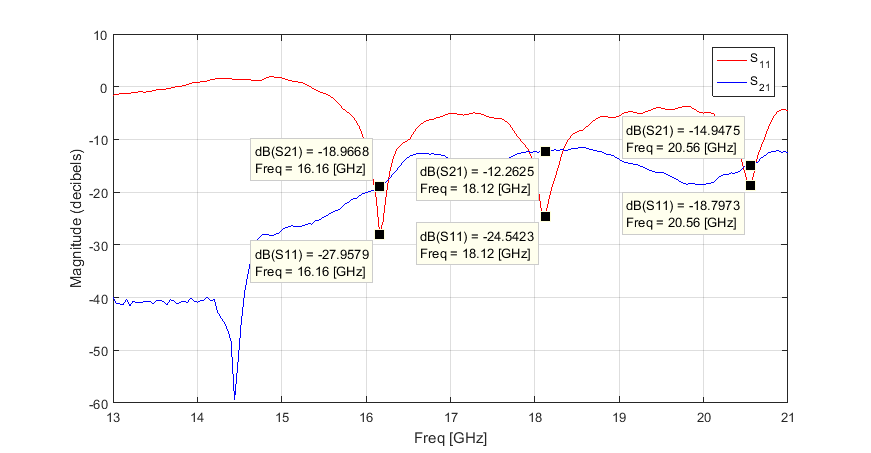 10
0
-10
-20
-30
-40
-50
-60
Magnitude (decibels)
13
14
15
16
17
18
19
20
21
Freq [GHz]
S11
S21
dB(S21) = -18.9668
Freq = 16.16 [GHz]
dB(S11) = -27.9579
Freq = 16.16 [GHz]
dB(S21) = -12.2625
Freq = 18.12 [GHz]
dB(S11) = -24.5423
Freq = 18.12 [GHz]
dB(S21) = -14.9475
Freq = 20.56 [GHz]
dB(S11) = -18.7973
Freq = 20.56 [GHz]